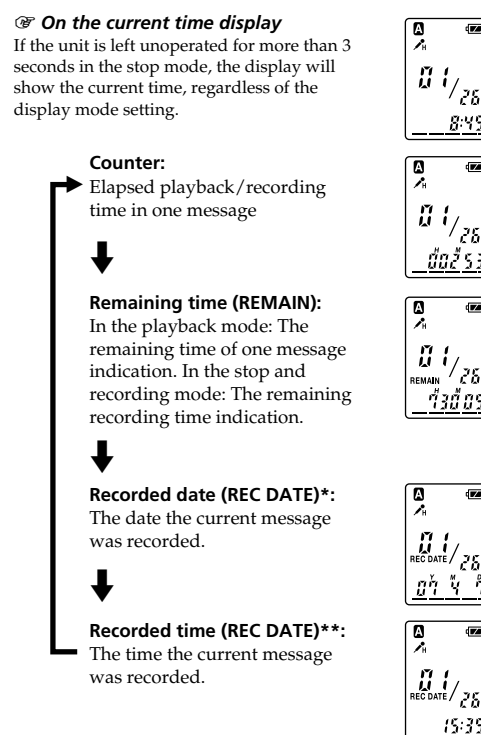 ☞ On the current time display
If the unit is left unoperated for more than 3
seconds in the stop mode, the display will
show the current time, regardless of the
display mode setting.
A
H
01/26
8:45
Counter:
Elapsed playback/recording
time in one message
A
H
01/26
H M
00253
Remaining time (REMAIN):
In the playback mode: The
remaining time of one message
indication. In the stop and
recording mode: The remaining
recording time indication.
A
H
01/26
REMAIN
H M
Recorded date (REC DATE)*:
The date the current message
was recorded.
A
H
01/26
REC DATE
Y M D
07 4
Recorded time (REC DATE)**:
The time the current message
was recorded.
A
H
01/26
REC DATE
15:35